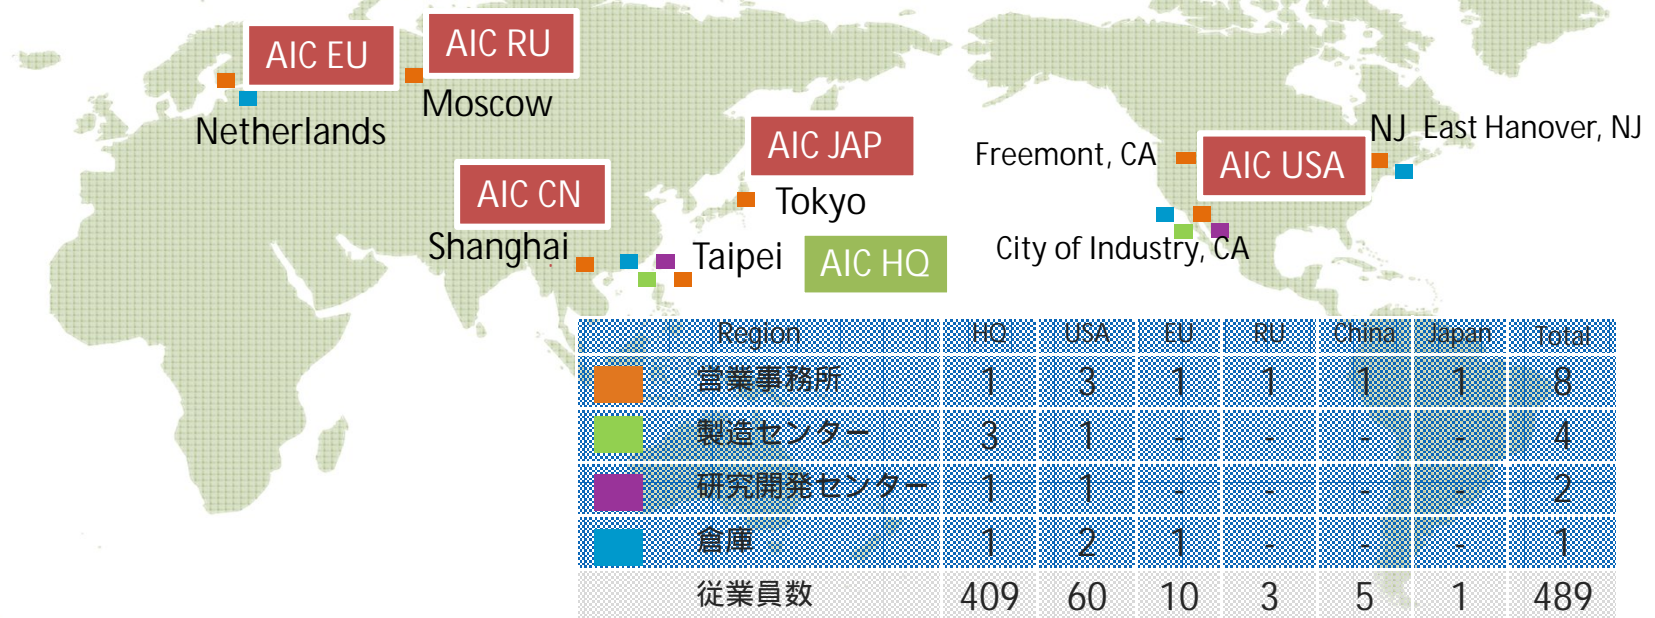 AIC EU
AIC RU
Moscow
Netherlands
AIC JAP
Tokyo
AIC CN
Shanghai
Taipei
AIC HQ
NJ East Hanover, NJ
Freemont, CA
AIC USA
City of Industry, CA
Region HQ USA EU RU China Japan Total
営業事務所 1 3 1 1 1 1 8
製造センター 3 1 - - - - 4
研究開発センター 1 1 - - - - 2
倉庫 1 2 1 - - - 1
従業員数 409 60 10 3 5 1 489